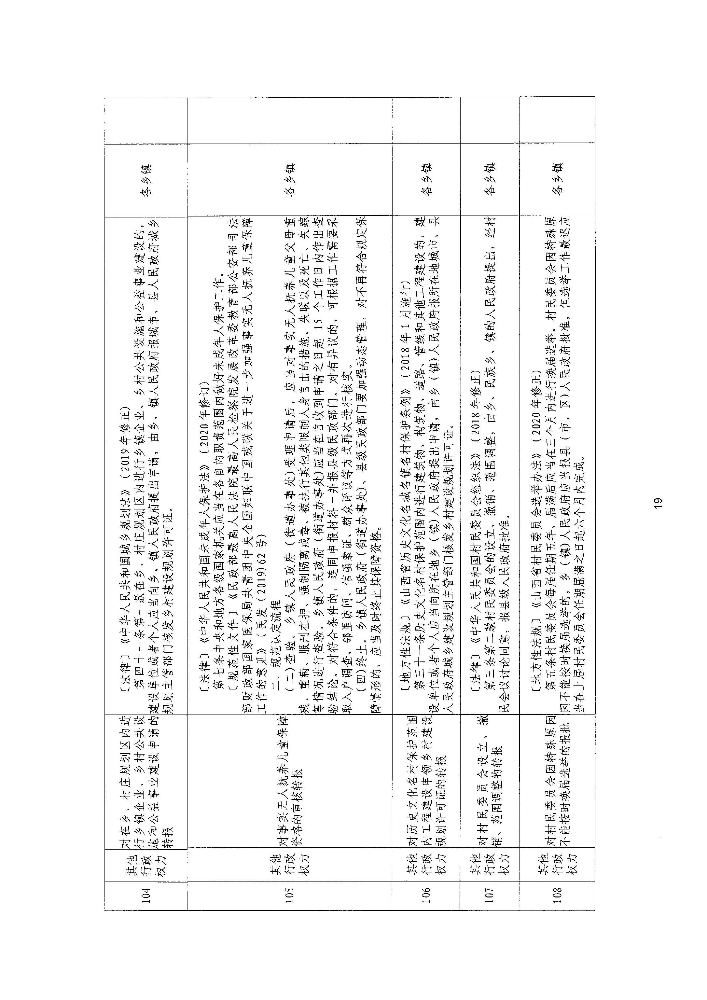 104
其他
行政
权力
对在乡、村庄规划区内进
行乡镇企业、乡村公共设
施和公益事业建设申请的
转报
〔法律〕《中华人民共和国城乡规划法》（2019年修正）
第四十一条第一款在乡、村庄规划区内进行乡镇企业、乡村公共设施和公益事业建设的，
建设单位或者个人应当向乡、镇人民政府提出申请，由乡、镇人民政府报城市、县人民政府城乡
规划主管部门核发乡村建设规划许可证。
各乡镇
105
其他
行政
权力
对事实无人抚养儿童保障
资格的审核转报
〔法律〕《中华人民共和国未成年人保护法》（2020年修订）
第七条中央和地方各级国家机关应当在各自的职责范围内做好未成年人保护工作。
〔规范性文件〕《民政部最高人民法院最高人民检察院发展改革委教育部公安部司法
部财政部国家医保局共青团中央全国妇联中国残联关于进一步加强事实无人抚养儿童保障
工作的意见》（民发(2019)62号）
二、规范认定流程
(二)查验。乡镇人民政府（街道办事处)受理申请后，应当对事实无人抚养儿童父母重
残、重病、服刑在押、强制隔离戒毒、被执行其他类限制人身自由的措施、失联以及死亡、失踪
等情况进行查验。乡镇人民政府（街道办事处)应当在自收到申请之日起 15 个工作日内作出查
验结论。对符合条件的，连同申报材料一并报县级民政部门。对有异议的，可根据工作需要采
取入户调查、邻里访问、信函索证、群众评议等方式再次进行核实。
(四)终止。乡镇人民政府（街道办事处)、县级民政部门要加强动态管理，对不再符合规定保
障情形的；应当及时终止其保障资格。
各乡镇
106
其他
行政
权力
对历史文化名村保护范围
内工程建设申领乡村建设
规划许可证的转报
〔地方性法规〕《山西省历史文化名城名镇名村保护条例》（2018年1月施行）
第三十一条历史文化名村保护范围内进行建筑物、构筑物、道路、管线和其他工程建设的，建
设单位或者个人应当向所在地乡（镇)人民政府提出申请，由乡（镇)人民政府报所在地城市、县
人民政府城乡建设规划主管部门核发乡村建设规划许可证。
各乡镇
107
其他
行政
权力
对村民委员会设立、撤
销、范围调整的转报
〔法律〕《中华人民共和国村民委员会组织法》（2018年修正）
第三条第二款村民委员会的设立、撤销、范围调整，由乡、民族乡、镇的人民政府提出，经村
民会议讨论同意，报县级人民政府批准。
各乡镇
108
其他
行政
权力
对村民委员会因特殊原因
不能按时换届选举的报批
〔地方性法规〕《山西省村民委员会选举办法》（2020年修正）
第五条村民委员会每届任期五年，届满后应当在三个月内进行换届选举。村民委员会因特殊原
因不能按时换届选举的，乡（镇)人民政府应当报县（市、区)人民政府批准，但选举工作最迟应
当在上届村民委员会任期届满之日起六个月内完成。
各乡镇
19